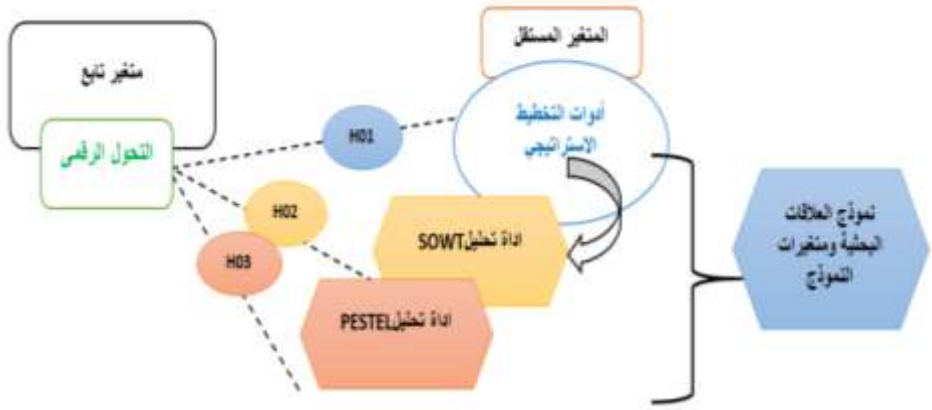 المتغير المستقل
متغير تابع
أدوات التخطيط
الاستراتيجي
التحول الرقمى
H01
H02
H03
اداة تحليلSOWT
اداة تحليلPESTEL
نموذج العلاقات
البحثية ومتغيرات
النموذج